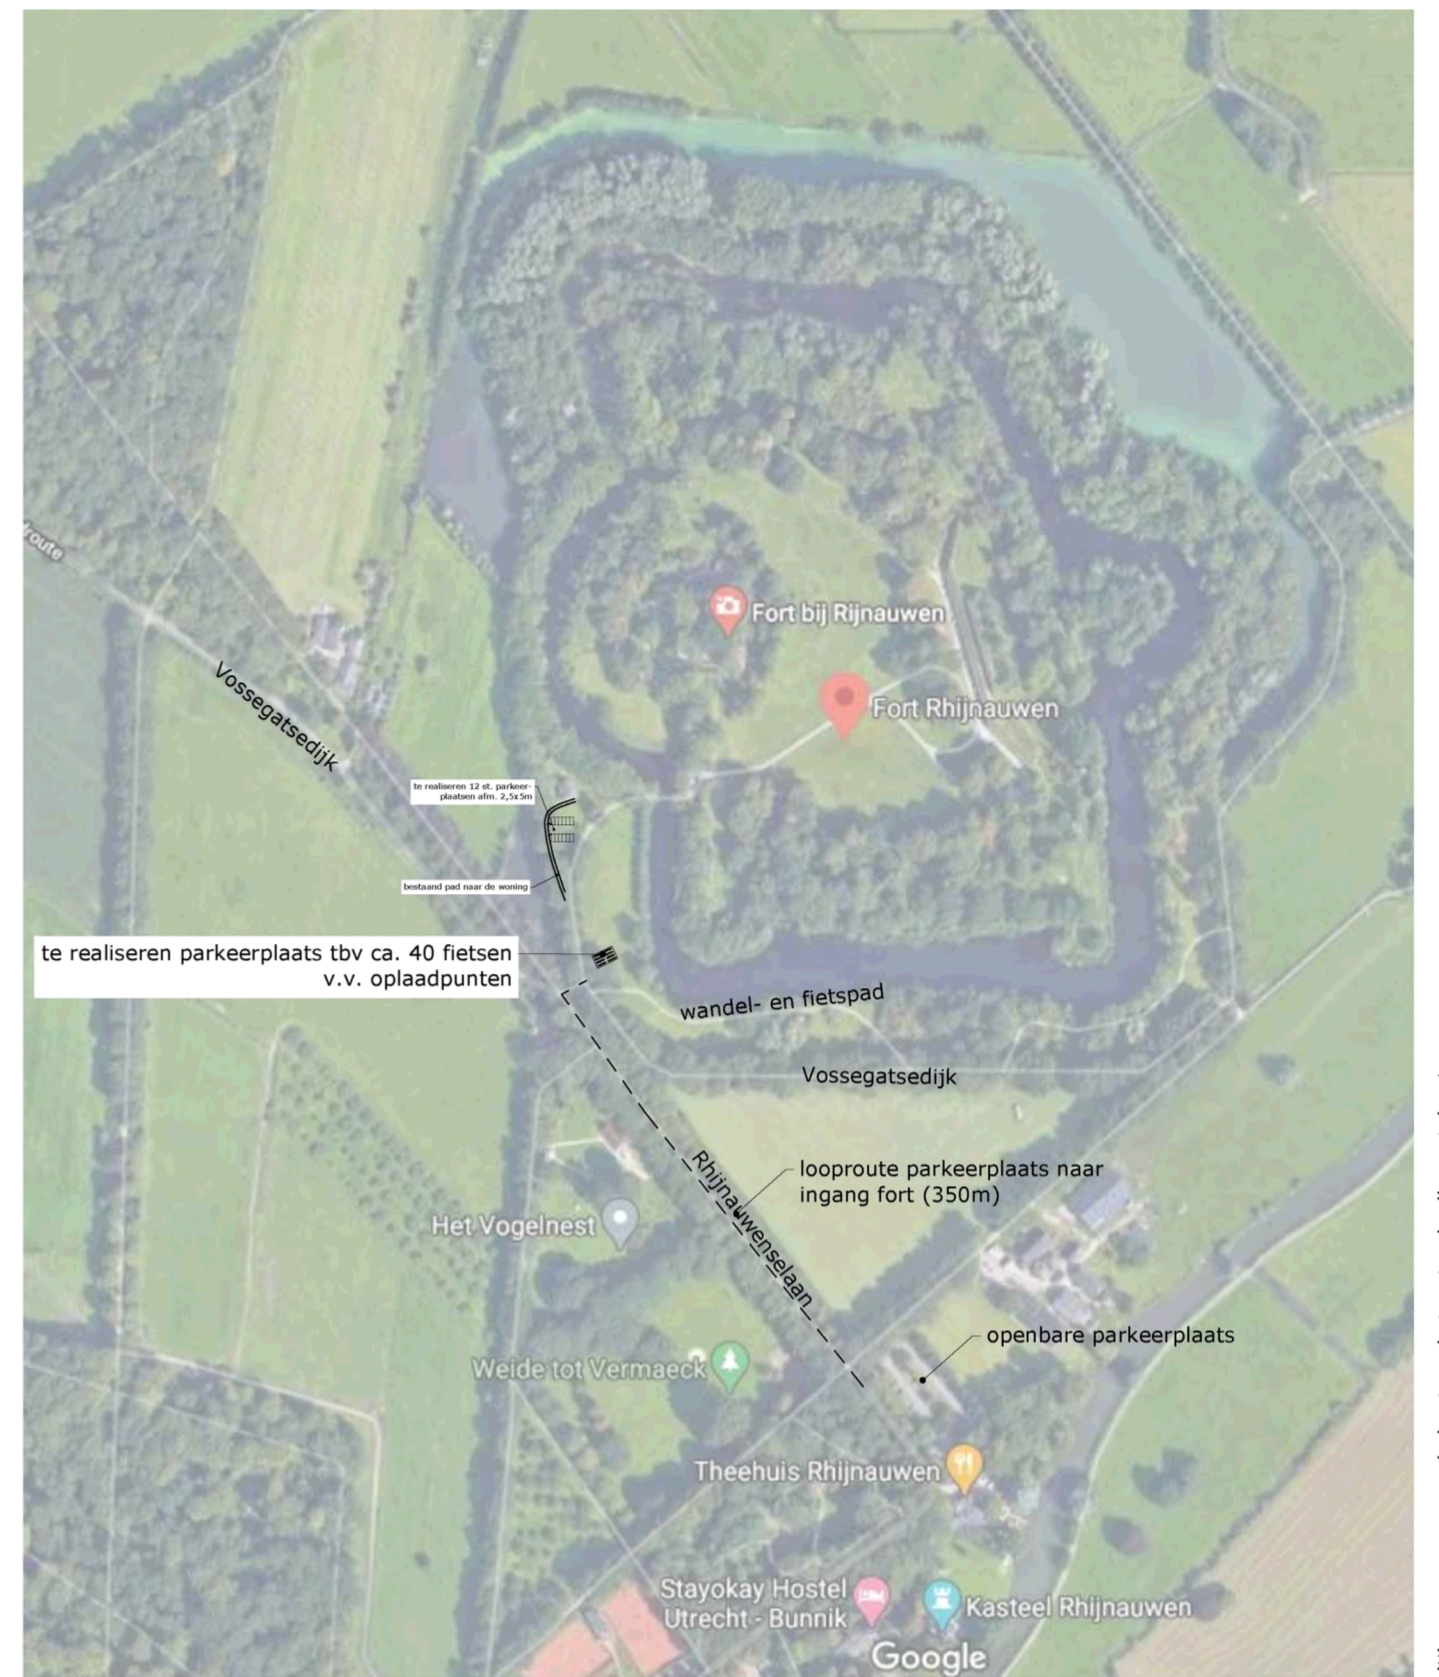 route
Fort bij Rijnauwen
Fort Rhijnauwen
Vossegatsedijk
te realiseren 12 st. parkeer-
plaatsen afm. 2,5x5m
bestaand pad naar de woning
te realiseren parkeerplaats tbv ca. 40 fietsen
v.v. oplaadpunten
wandel- en fietspad
Vossegatsedijk
Rhijnauwenselaan
looproute parkeerplaats naar
ingang fort (350m)
Het Vogelnest
openbare parkeerplaats
Weide tot Vermaeck
Theehuis Rhijnauwen
Stayokay Hostel
Utrecht - Bunnik
Kasteel Rhijnauwen
Google